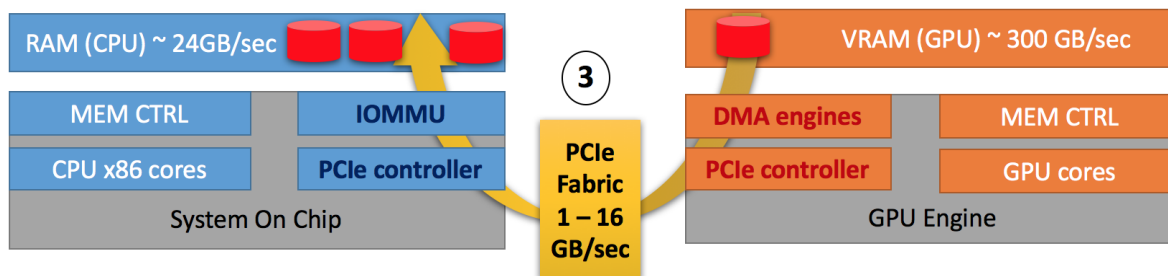 RAM (CPU) ~ 24GB/sec
VRAM (GPU) ~ 300 GB/sec
3
MEM CTRL
IOMMU
DMA engines
MEM CTRL
CPU x86 cores
PCIe controller
PCIe
Fabric
1 – 16
GB/sec
PCIe controller
GPU cores
System On Chip
GPU Engine